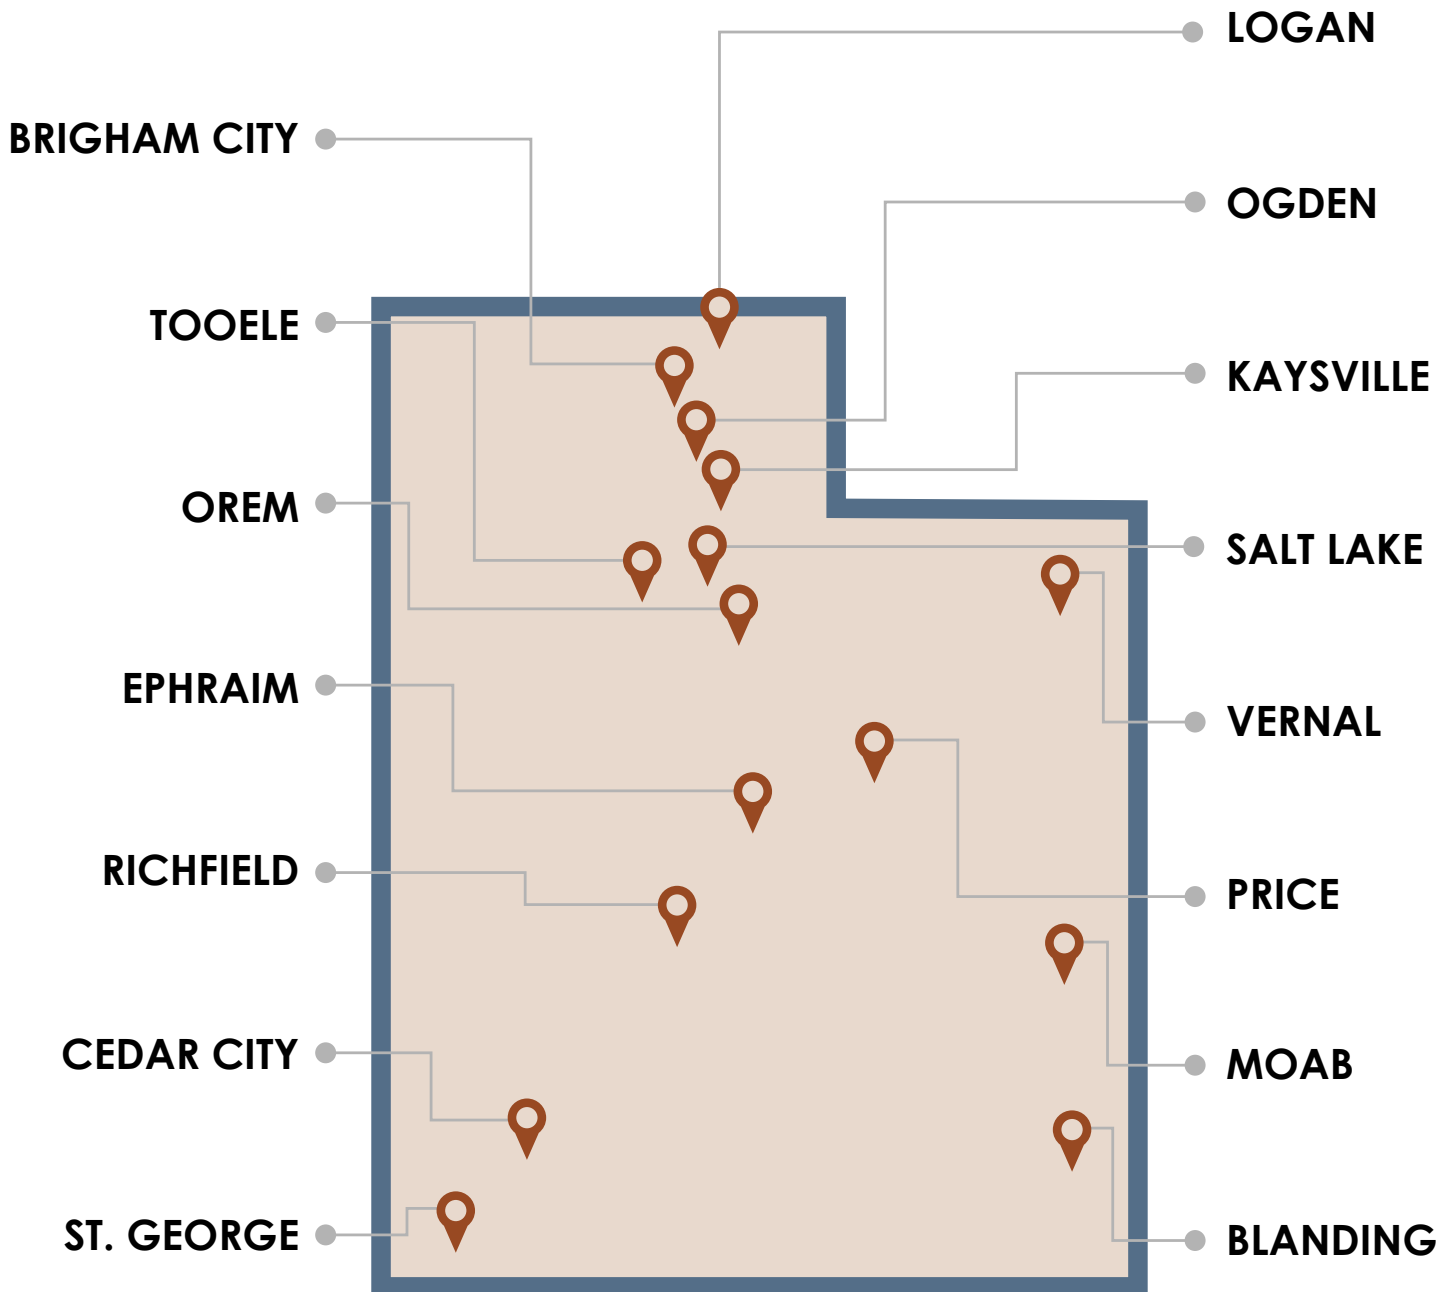 LOGAN
BRIGHAM CITY
OGDEN
TOOELE
KAYSVILLE
OREM
SALT LAKE
EPHRAIM
VERNAL
RICHFIELD
PRICE
CEDAR CITY
MOAB
ST. GEORGE
BLANDING